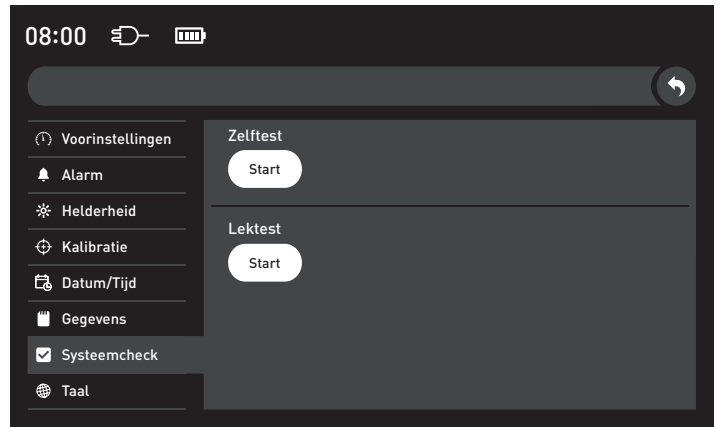 08:00
Voorinstellingen
Alarm
Helderheid
Kalibratie
Datum/Tijd
Gegevens
Systeemcheck
Taal
Zelftest
Start
Lektest
Start